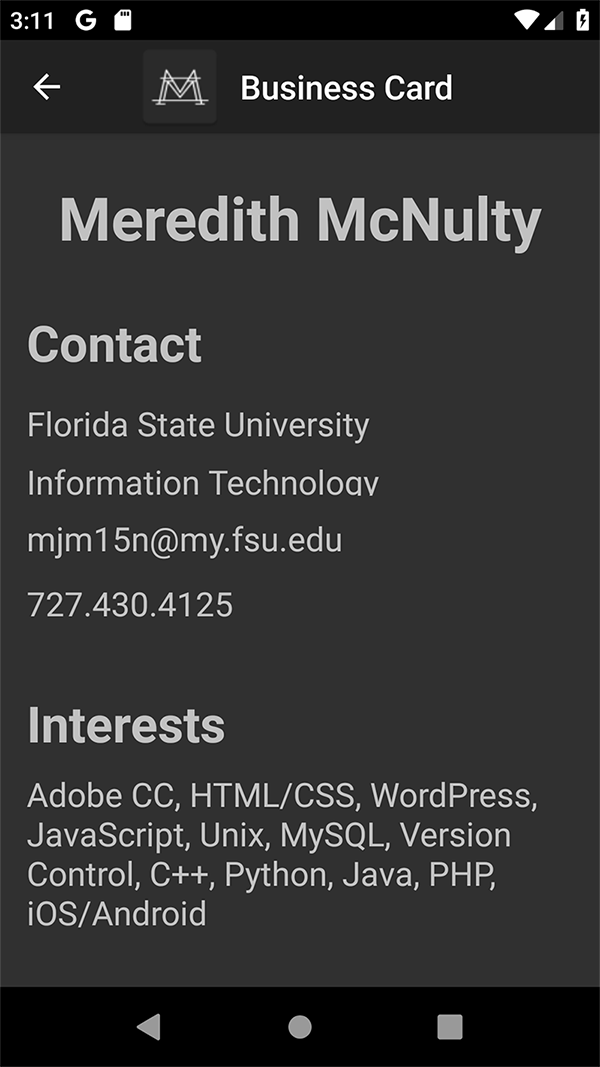 3:11
Business Card
Meredith McNulty
Contact
Florida State University
Information Technology
mjm15n@my.fsu.edu
727.430.4125
Interests
Adobe CC, HTML/CSS, WordPress,
JavaScript, Unix, MySQL, Version
Control, C++, Python, Java, PHP,
iOS/Android